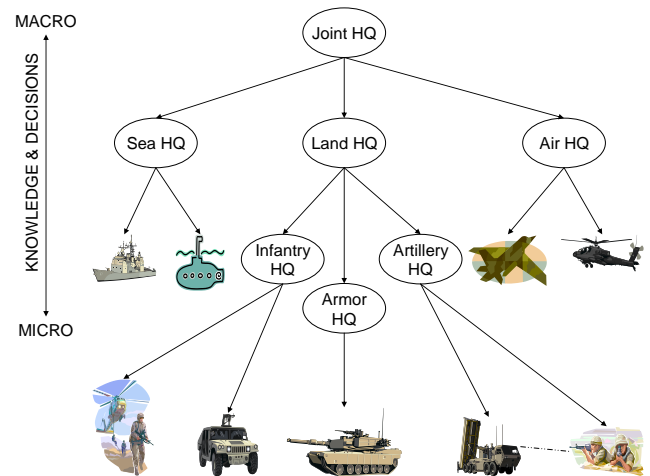 MACRO
Joint HQ
KNOWLEDGE & DECISIONS
Sea HQ
Land HQ
Air HQ
Infantry
HQ
Artillery
HQ
Armor
HQ
MICRO